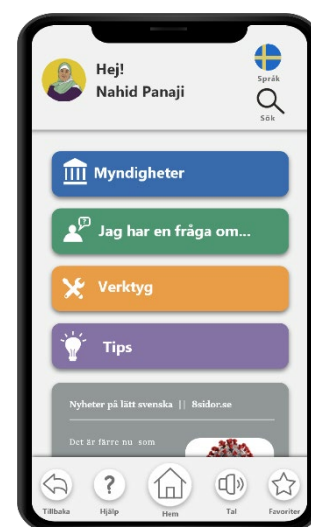 Hej!
Nahid Panaji
Språk
Sök
Myndigheter
Jag har en fråga om...
Verktyg
Tips
Nyheter på lätt svenska || 8sidor.se
Det är färre nu som
Tillbaka
Hjälp
Hem
Tal
Favoriter